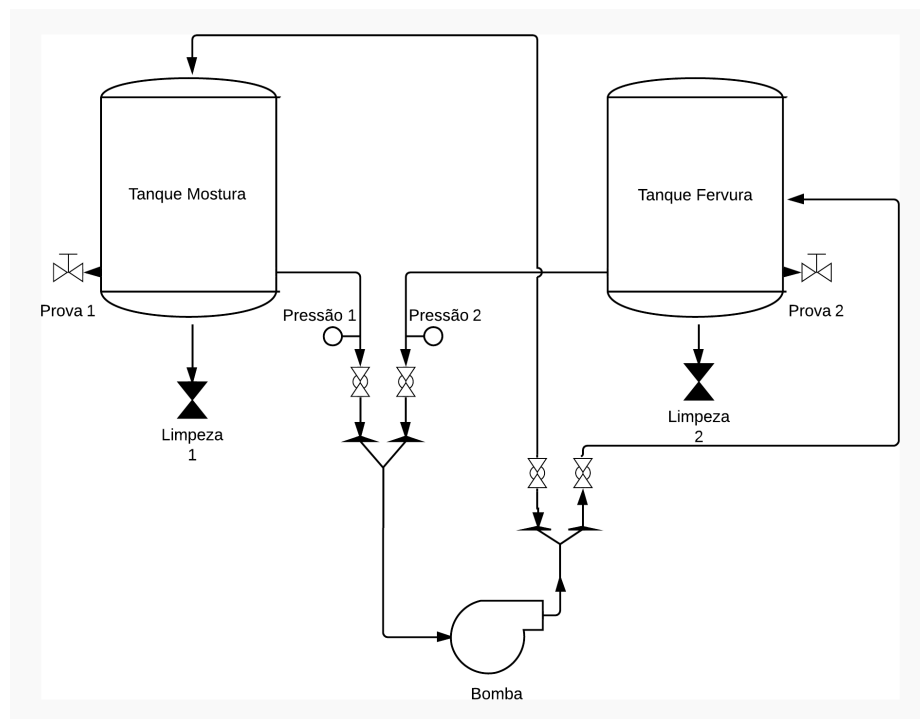 Tanque Mostura
Tanque Fervura
Prova 1
Pressão 1
Pressão 2
Prova 2
Limpeza
1
Limpeza
2
Bomba